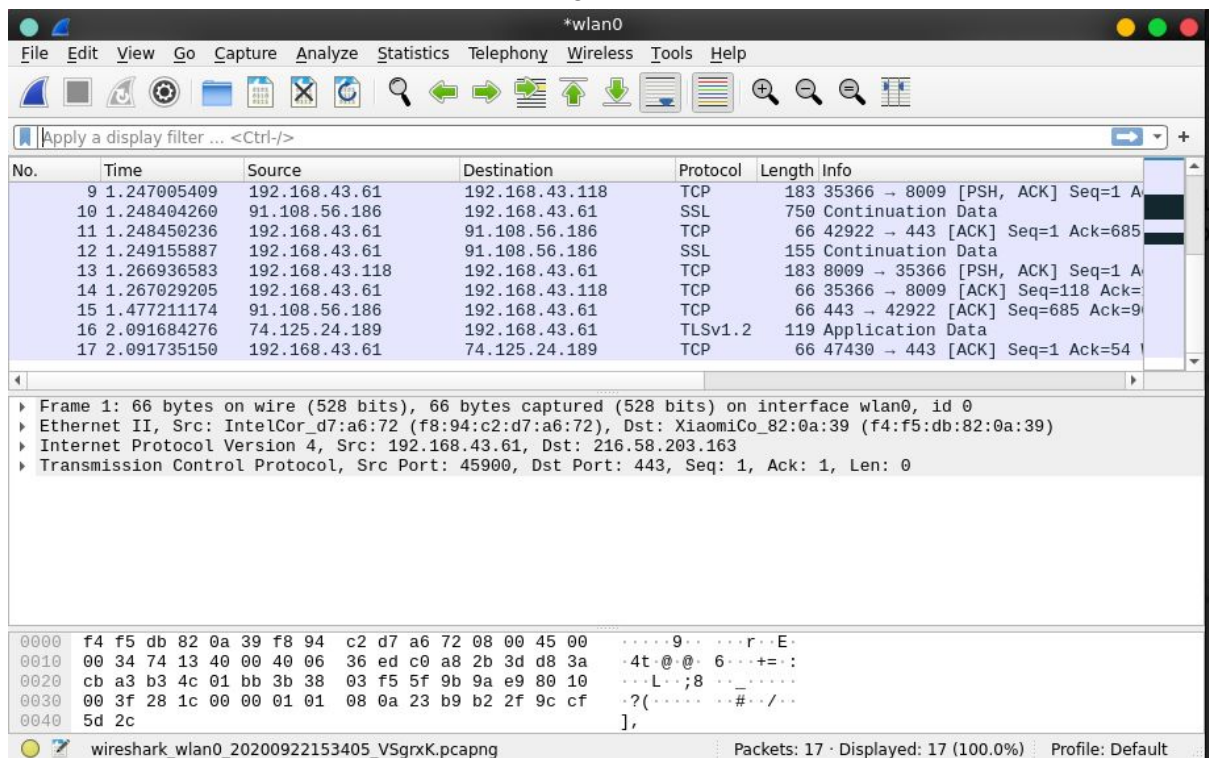 *wlan0
File Edit View Go Capture Analyze Statistics Telephony Wireless Tools Help
Apply a display filter ... <Ctrl-/>
No. Time Source Destination Protocol Length Info
9 1.247005409 192.168.43.61 192.168.43.118 TCP 183 35366 → 8009 [PSH, ACK] Seq=1
10 1.248404260 91.108.56.186 192.168.43.61 SSL 750 Continuation Data
11 1.248450236 192.168.43.61 91.108.56.186 TCP 66 42922 → 443 [ACK] Seq=1 Ack=685
12 1.249155887 192.168.43.61 91.108.56.186 SSL 155 Continuation Data
13 1.266936583 192.168.43.118 192.168.43.61 TCP 183 8009 → 35366 [PSH, ACK] Seq=1
14 1.267029205 192.168.43.61 192.168.43.118 TCP 66 35366 → 8009 [ACK] Seq=118 Ack=
15 1.477211174 91.108.56.186 192.168.43.61 TCP 66 443 → 42922 [ACK] Seq=685
16 2.091684276 74.125.24.189 192.168.43.61 TLSv1.2 119 Application Data
17 2.091735150 192.168.43.61 74.125.24.189 TCP 66 47430 → 443 [ACK] Seq=1 Ack=54
Frame 1: 66 bytes on wire (528 bits), 66 bytes captured (528 bits) on interface wlan0, id 0
Ethernet II, Src: IntelCor_d7:a6:72 (f8:94:c2:d7:a6:72), Dst: XiaomiCo_82:0a:39 (f4:f5:db:82:0a:39)
Internet Protocol Version 4, Src: 192.168.43.61, Dst: 216.58.203.163
Transmission Control Protocol, Src Port: 45900, Dst Port: 443, Seq: 1, Ack: 1, Len: 0
0000 f4 f5 db 82 0a 39 f8 94 c2 d7 a6 72 08 00 45 00 ·····9·· ···r··E·
0010 00 34 74 13 40 00 40 06 36 ed c0 a8 2b 3d d8 3a ·4t·@·@· 6···+=·:
0020 cb a3 b3 4c 01 bb 3b 38 03 f5 5f 9b 9a e9 80 10 ···L··;8 ··_·····
0030 00 3f 28 1c 00 00 01 01 08 0a 23 b9 b2 2f 9c cf ·?(····· ··#··/··
0040 5d 2c ],
wireshark_wlan0_20200922153405_VSgrxK.pcapng Packets: 17 · Displayed: 17 (100.0%) Profile: Default